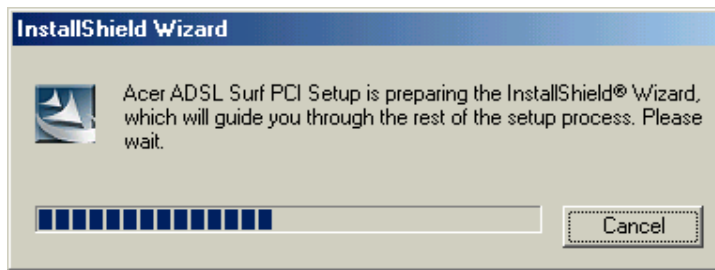 InstallShield Wizard
Acer ADSL Surf PCI Setup is preparing the InstallShield® Wizard,
which will guide you through the rest of the setup process. Please
wait.
Cancel